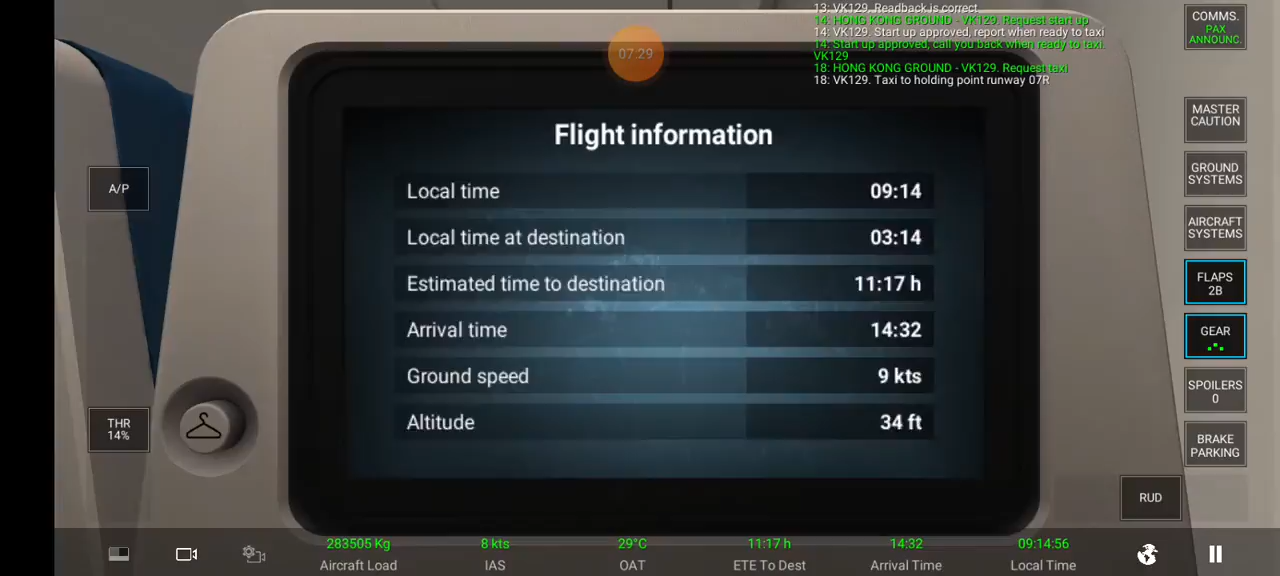 13: VK129. Readback is correct
14: HONG KONG GROUND - VK129. Request start up
14: VK129. Start up approved, report when ready to taxi
14: Start up approved, call you back when ready to taxi.
VK129
18: HONG KONG GROUND - VK129. Request taxi
18: VK129. Taxi to holding point runway 07R
COMMS.
PAX
ANNOUNC.
07.29
MASTER
CAUTION
Flight information
A/P
Local time 09:14
GROUND
SYSTEMS
Local time at destination 03:14
AIRCRAFT
SYSTEMS
Estimated time to destination 11:17 h
FLAPS
2B
Arrival time 14:32
GEAR
Ground speed 9 kts
SPOILERS
0
Altitude 34 ft
THR
14%
BRAKE
PARKING
RUD
283505 Kg 8 kts 29°C 11:17 h 14:32 09:14:56
Aircraft Load IAS OAT ETE To Dest Arrival Time Local Time